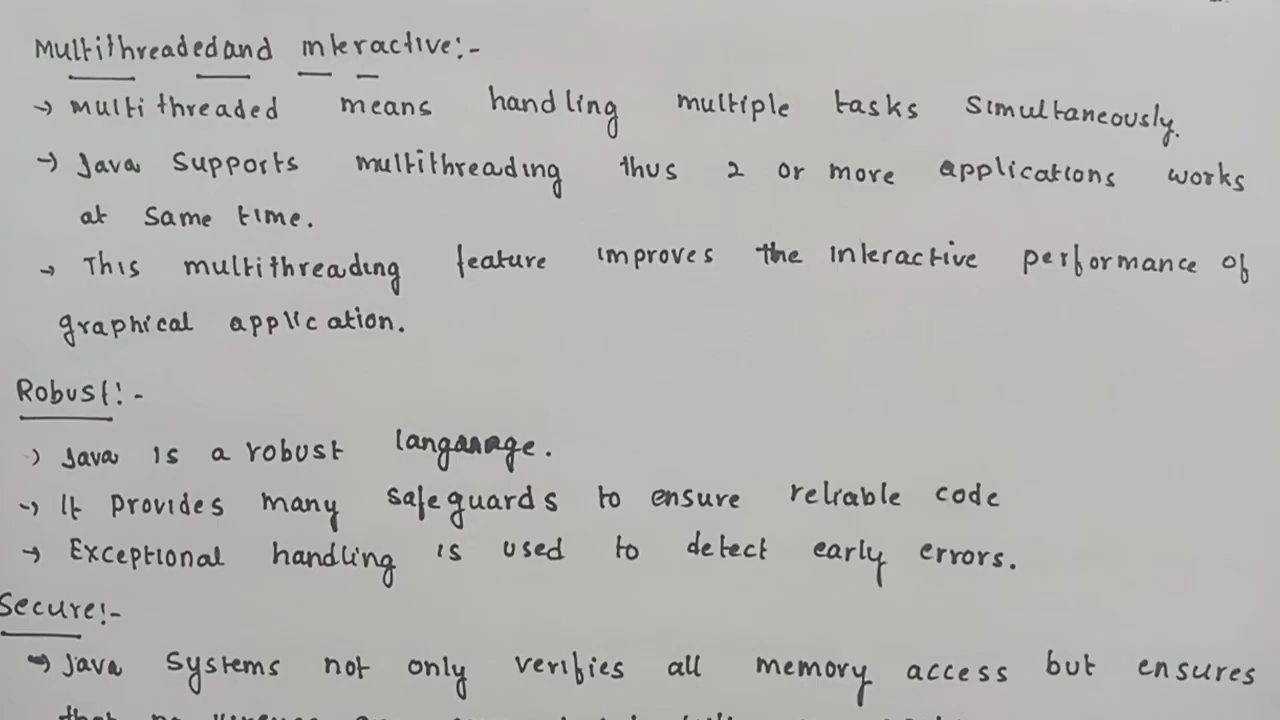 Multithreaded and interactive:-
→ multi threaded means handling multiple tasks simultaneously.
→ Java supports multithreading thus 2 or more applications works
at same time.
→ This multithreading feature improves the interactive performance of
graphical application.
Robust:-
→ Java is a robust language.
→ It provides many safeguards to ensure reliable code
→ Exceptional handling is used to detect early errors.
Secure:-
→ Java systems not only verifies all memory access but ensures
that no